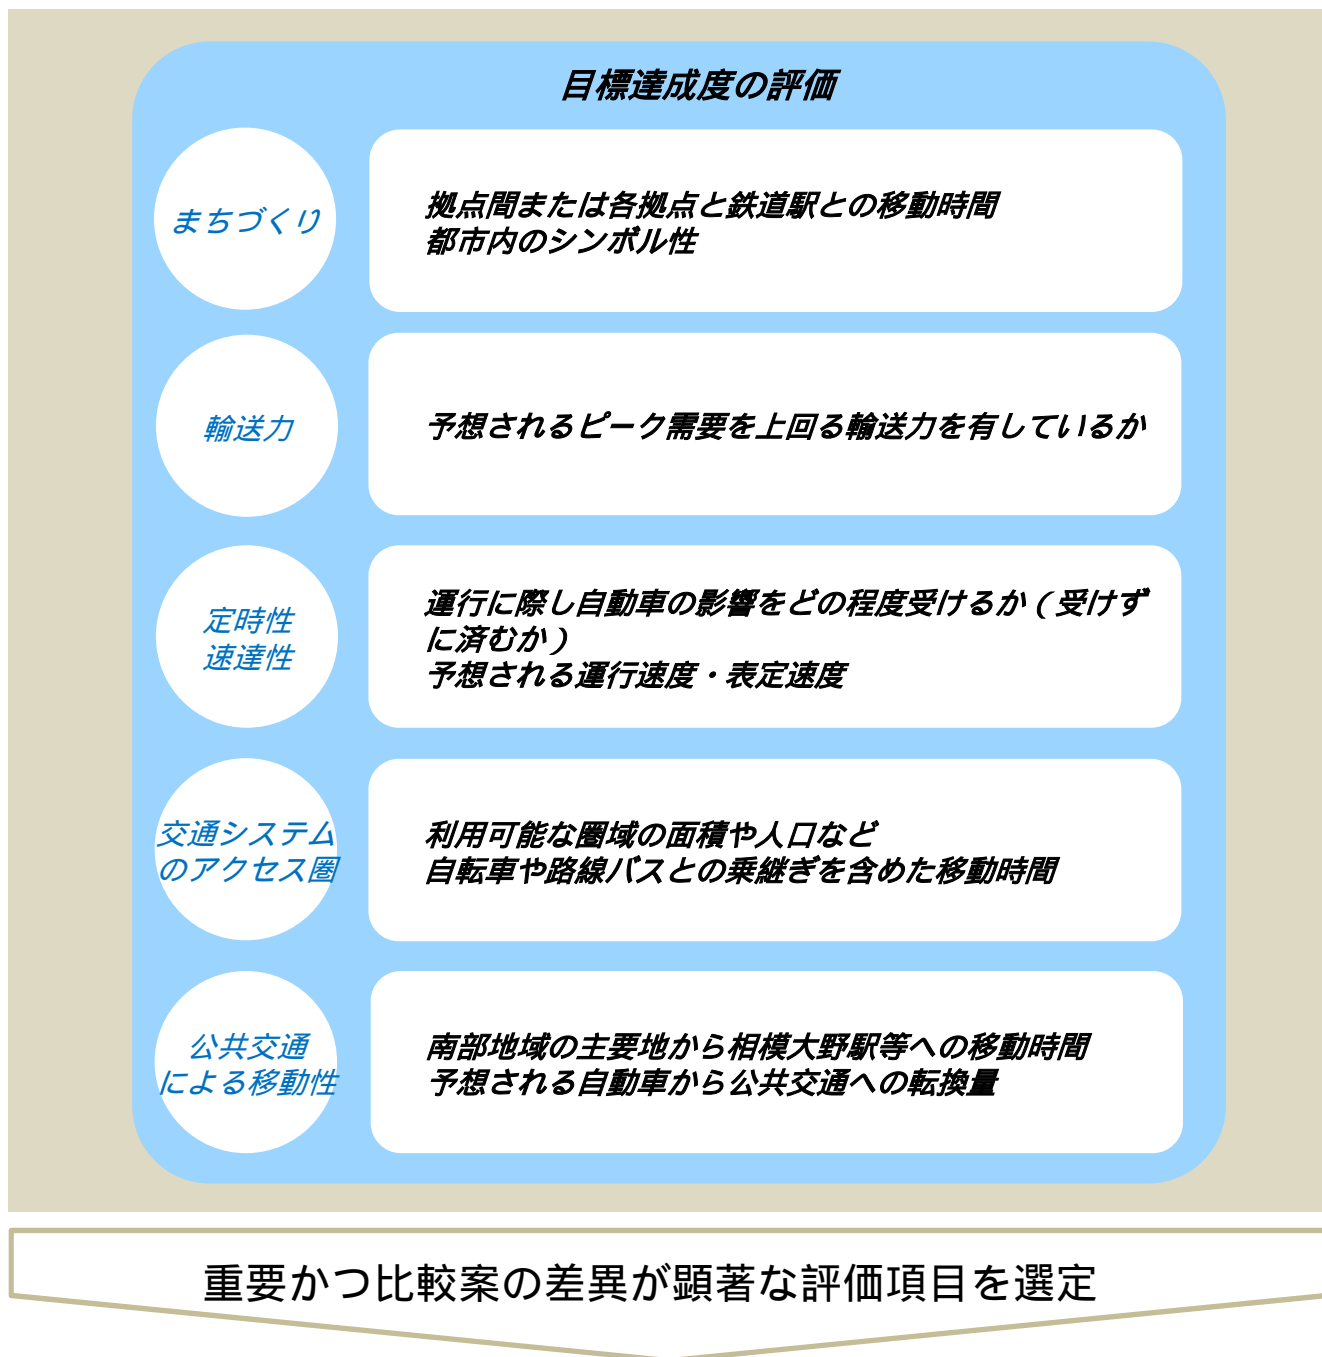 目標達成度の評価
まちづくり
拠点間または各拠点と鉄道駅との移動時間
都市内のシンボル性
輸送力
予想されるピーク需要を上回る輸送力を有しているか
定時性
速達性
運行に際し自動車の影響をどの程度受けるか(受けず
に済むか)
予想される運行速度・表定速度
交通システム
のアクセス圏
利用可能な圏域の面積や人口など
自転車や路線バスとの乗継ぎを含めた移動時間
公共交通
による移動性
南部地域の主要地から相模大野駅等への移動時間
予想される自動車から公共交通への転換量
重要かつ比較案の差異が顕著な評価項目を選定